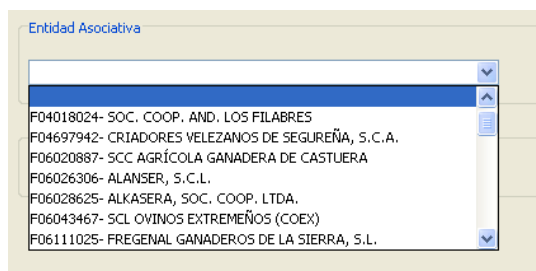 Entidad Asociativa
F04018024- SOC. COOP. AND. LOS FILABRES
F04697942- CRIADORES VELEZANOS DE SEGUREÑA, S.C.A.
F06020887- SCC AGRÍCOLA GANADERA DE CASTUERA
F06026306- ALANSER, S.C.L.
F06028625- ALKASERA, SOC. COOP. LTDA.
F06043467- SCL OVINOS EXTREMEÑOS (COEX)
F06111025- FREGENAL GANADEROS DE LA SIERRA, S.L.